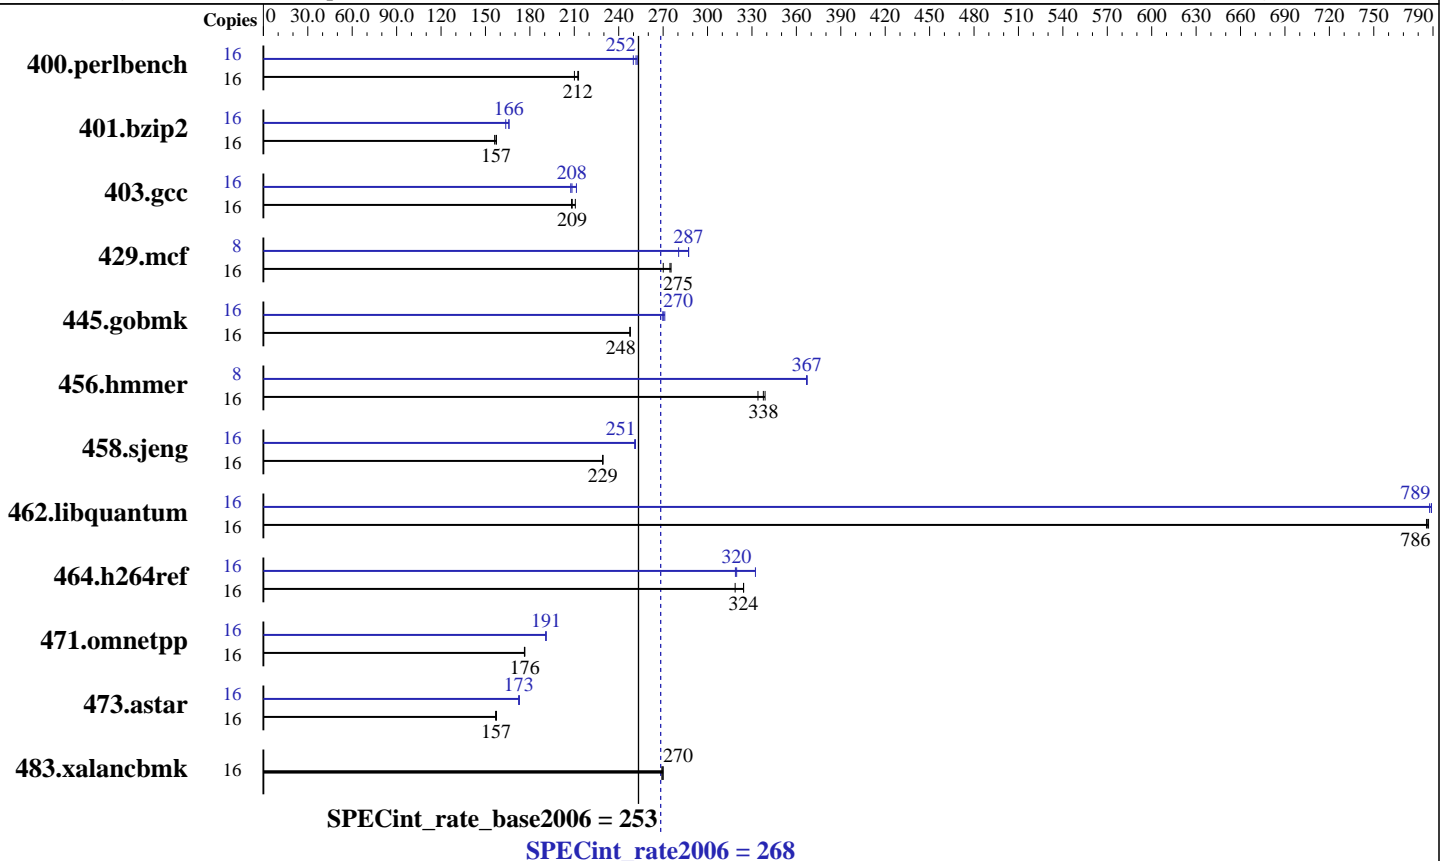 Copies 0 30.0 60.0 90.0 120 150 180 210 240 270 300 330 360 390 420 450 480 510 540 570 600 630 660 690 720 750 790
400.perlbench 16 252
16 212
401.bzip2 16 166
16 157
403.gcc 16 208
16 209
429.mcf 8 287
16 275
445.gobmk 16 270
16 248
456.hmmer 8 367
16 338
458.sjeng 16 251
16 229
462.libquantum 16 789
16 786
464.h264ref 16 320
16 324
471.omnetpp 16 191
16 176
473.astar 16 173
16 157
483.xalancbmk 16 270
SPECint_rate_base2006 = 253
SPECint_rate2006 = 268